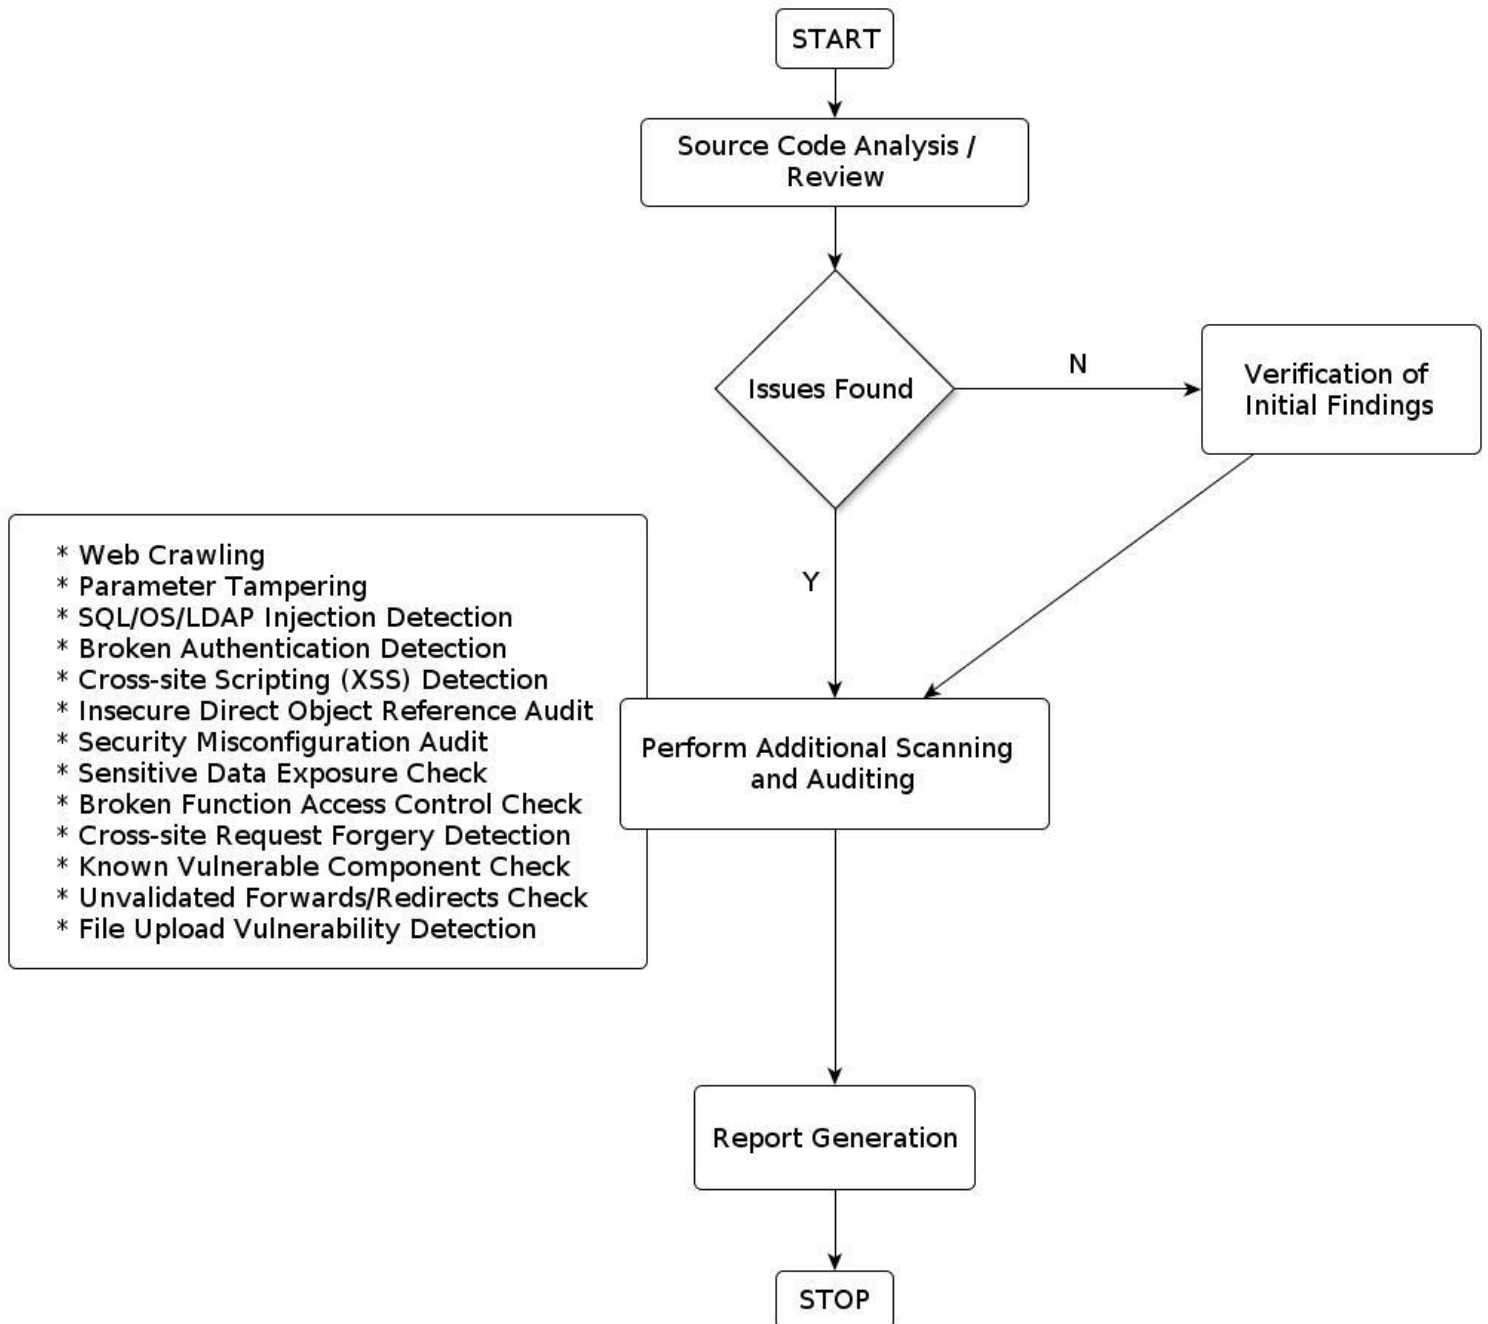 START
Source Code Analysis /
Review
Issues Found
N
Verification of
Initial Findings
Y
* Web Crawling
* Parameter Tampering
* SQL/OS/LDAP Injection Detection
* Broken Authentication Detection
* Cross-site Scripting (XSS) Detection
* Insecure Direct Object Reference Audit
* Security Misconfiguration Audit
* Sensitive Data Exposure Check
* Broken Function Access Control Check
* Cross-site Request Forgery Detection
* Known Vulnerable Component Check
* Unvalidated Forwards/Redirects Check
* File Upload Vulnerability Detection
Perform Additional Scanning
and Auditing
Report Generation
STOP